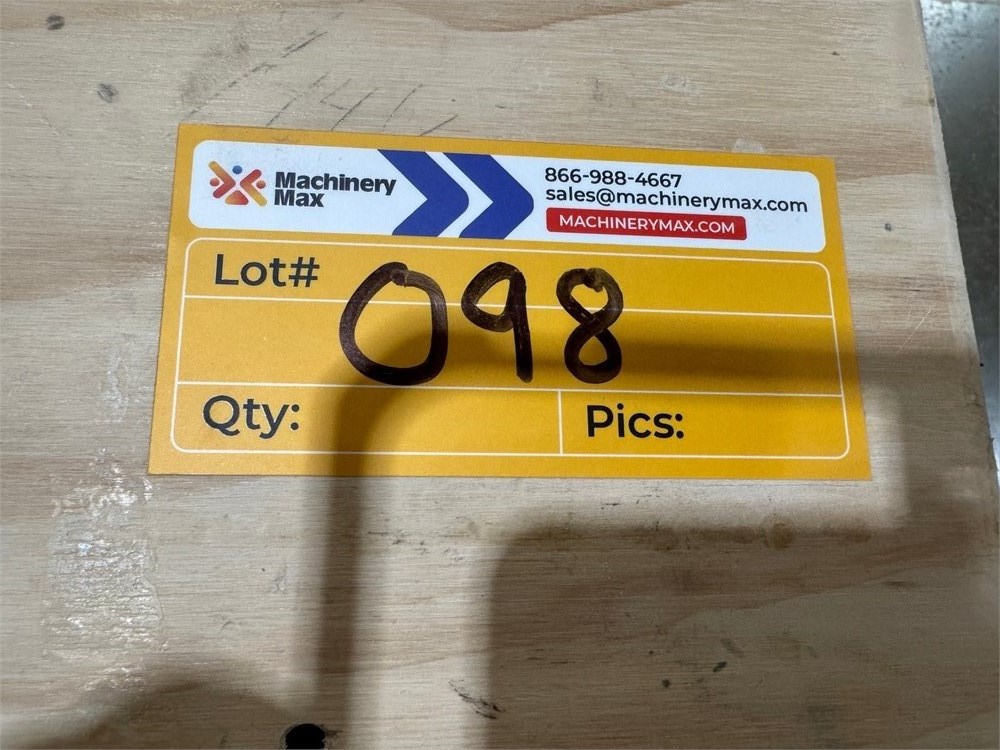 Machinery
Max
866-988-4667
sales@machinerymax.com
MACHINERYMAX.COM
Lot# 098
Qty:
Pics: